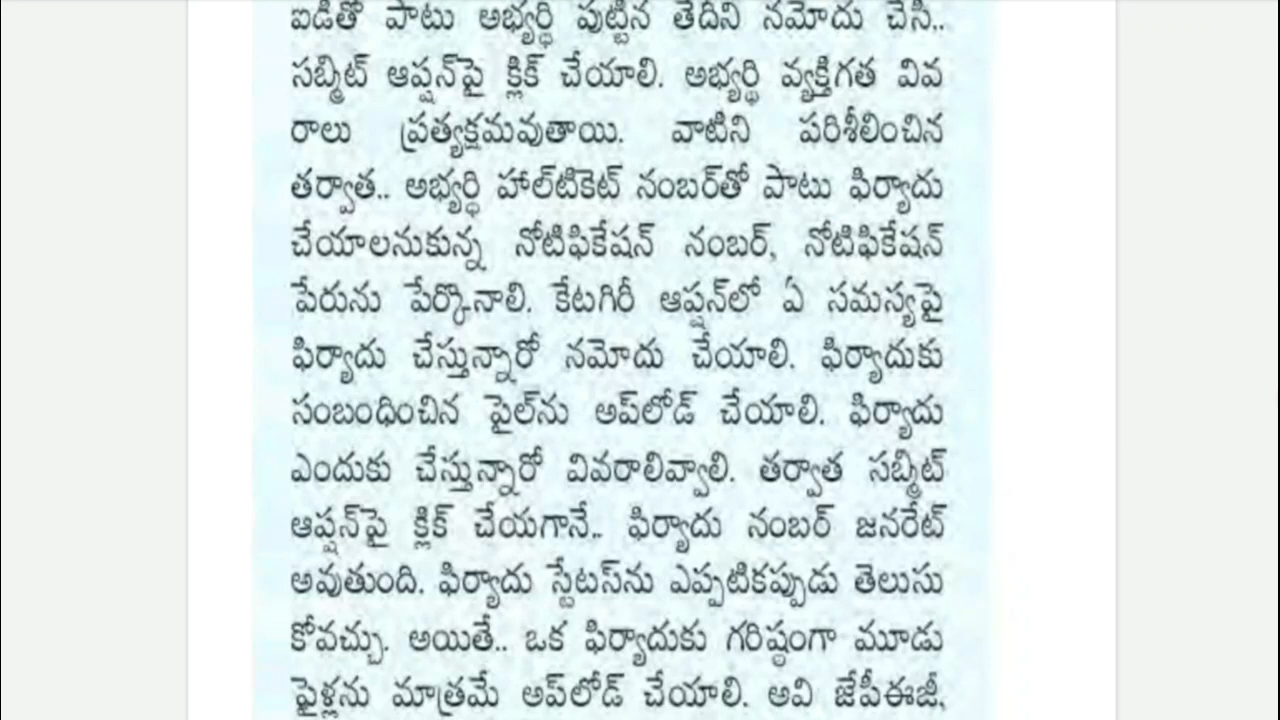 ఐడీతో పాటు అభ్యర్థి పుట్టిన తేదీని నమోదు చేసి..
సబ్మిట్ ఆప్షన్‌పై క్లిక్ చేయాలి. అభ్యర్థి వ్యక్తిగత వివ
రాలు ప్రత్యక్షమవుతాయి. వాటిని పరిశీలించిన
తర్వాత.. అభ్యర్థి హాల్‌టికెట్ నంబర్‌తో పాటు ఫిర్యాదు
చేయాలనుకున్న నోటిఫికేషన్ నంబర్, నోటిఫికేషన్
పేరును పేర్కొనాలి. కేటగిరీ ఆప్షన్‌లో ఏ సమస్యపై
ఫిర్యాదు చేస్తున్నారో నమోదు చేయాలి. ఫిర్యాదుకు
సంబంధించిన ఫైల్‌ను అప్‌లోడ్ చేయాలి. ఫిర్యాదు
ఎందుకు చేస్తున్నారో వివరాలివ్వాలి. తర్వాత సబ్మిట్
ఆప్షన్‌పై క్లిక్ చేయగానే.. ఫిర్యాదు నంబర్ జనరేట్
అవుతుంది. ఫిర్యాదు స్టేటస్‌ను ఎప్పటికప్పుడు తెలుసు
కోవచ్చు. అయితే.. ఒక ఫిర్యాదుకు గరిష్ఠంగా మూడు
ఫైళ్లను మాత్రమే అప్‌లోడ్ చేయాలి. అవి జేపీఈజీ,